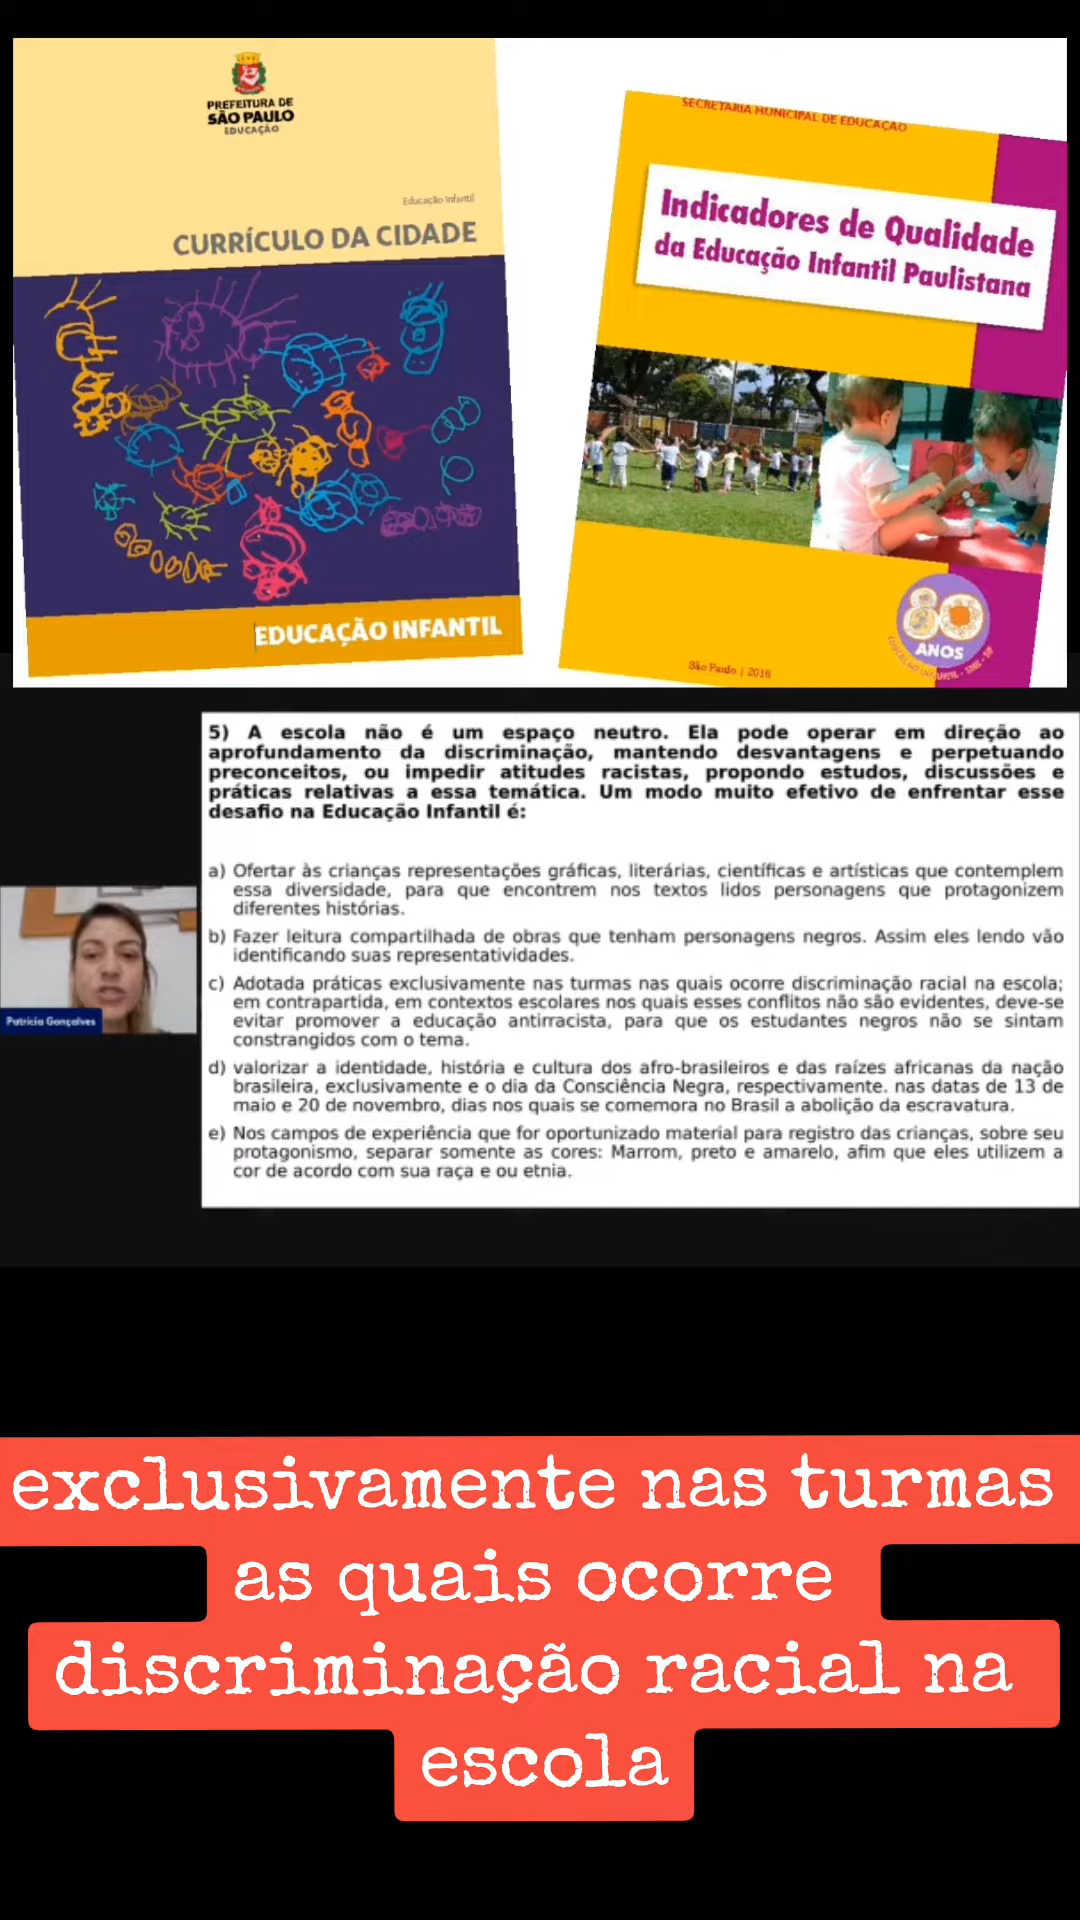 PREFEITURA DE
SÃO PAULO
EDUCAÇÃO
Educação Infantil
CURRÍCULO DA CIDADE
EDUCAÇÃO INFANTIL
SECRETARIA MUNICIPAL DE EDUCAÇÃO
Indicadores de Qualidade
da Educação Infantil Paulistana
80
ANOS
EDUCAÇÃO INFANTIL - SME - SP
São Paulo | 2016
5) A escola não é um espaço neutro. Ela pode operar em direção ao
aprofundamento da discriminação, mantendo desvantagens e perpetuando
preconceitos, ou impedir atitudes racistas, propondo estudos, discussões e
práticas relativas a essa temática. Um modo muito efetivo de enfrentar esse
desafio na Educação Infantil é:
a) Ofertar às crianças representações gráficas, literárias, científicas e artísticas que contemplem
essa diversidade, para que encontrem nos textos lidos personagens que protagonizem
diferentes histórias.
b) Fazer leitura compartilhada de obras que tenham personagens negros. Assim eles lendo vão
identificando suas representatividades.
c) Adotada práticas exclusivamente nas turmas nas quais ocorre discriminação racial na escola;
em contrapartida, em contextos escolares nos quais esses conflitos não são evidentes, deve-se
evitar promover a educação antirracista, para que os estudantes negros não se sintam
constrangidos com o tema.
d) valorizar a identidade, história e cultura dos afro-brasileiros e das raízes africanas da nação
brasileira, exclusivamente e o dia da Consciência Negra, respectivamente. nas datas de 13 de
maio e 20 de novembro, dias nos quais se comemora no Brasil a abolição da escravatura.
e) Nos campos de experiência que for oportunizado material para registro das crianças, sobre seu
protagonismo, separar somente as cores: Marrom, preto e amarelo, afim que eles utilizem a
cor de acordo com sua raça e ou etnia.
Patrícia Gonçalves
exclusivamente nas turmas
as quais ocorre
discriminação racial na
escola